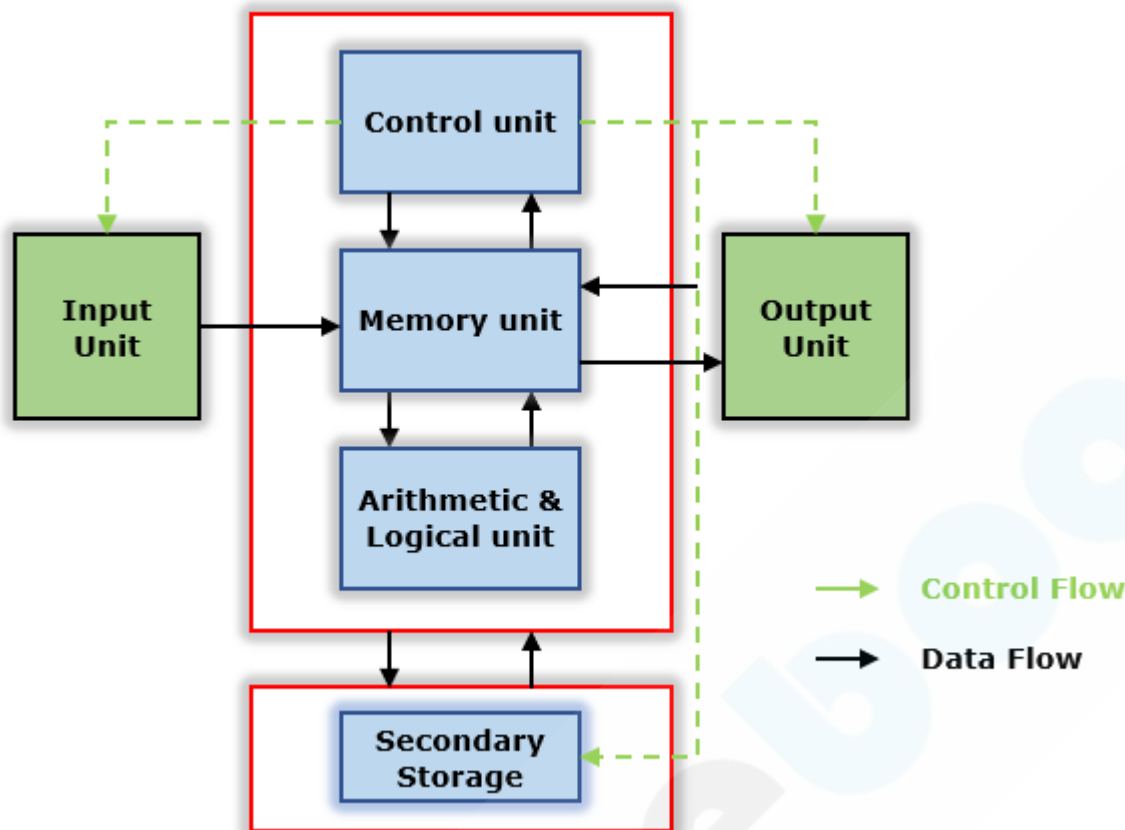 Control unit
Input
Unit
Memory unit
Output
Unit
Arithmetic &
Logical unit
Control Flow
Data Flow
Secondary
Storage